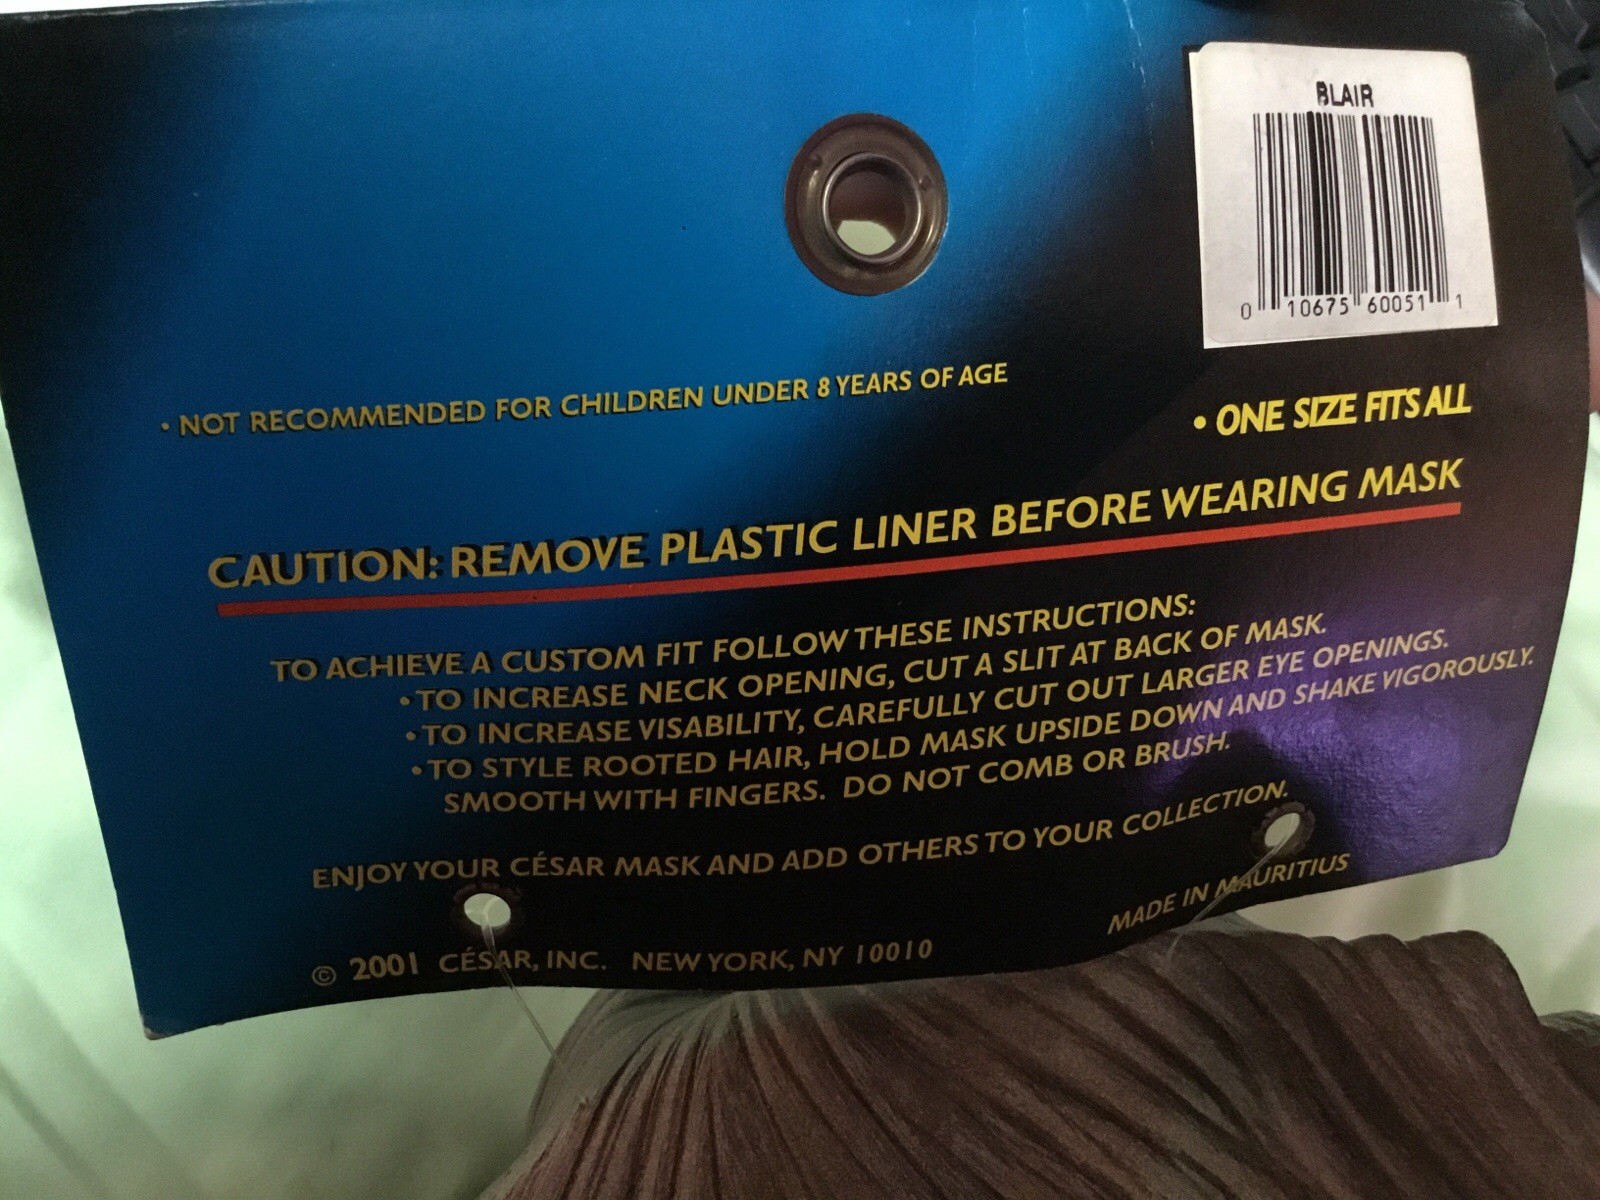 BLAIR
0 10675 60051 1
• NOT RECOMMENDED FOR CHILDREN UNDER 8 YEARS OF AGE
• ONE SIZE FITS ALL
CAUTION: REMOVE PLASTIC LINER BEFORE WEARING MASK
TO ACHIEVE A CUSTOM FIT FOLLOW THESE INSTRUCTIONS:
• TO INCREASE NECK OPENING, CUT A SLIT AT BACK OF MASK.
• TO INCREASE VISABILITY, CAREFULLY CUT OUT LARGER EYE OPENINGS.
• TO STYLE ROOTED HAIR, HOLD MASK UPSIDE DOWN AND SHAKE VIGOROUSLY.
SMOOTH WITH FINGERS. DO NOT COMB OR BRUSH.
ENJOY YOUR CÉSAR MASK AND ADD OTHERS TO YOUR COLLECTION.
MADE IN MAURITIUS
© 2001 CÉSAR, INC. NEW YORK, NY 10010